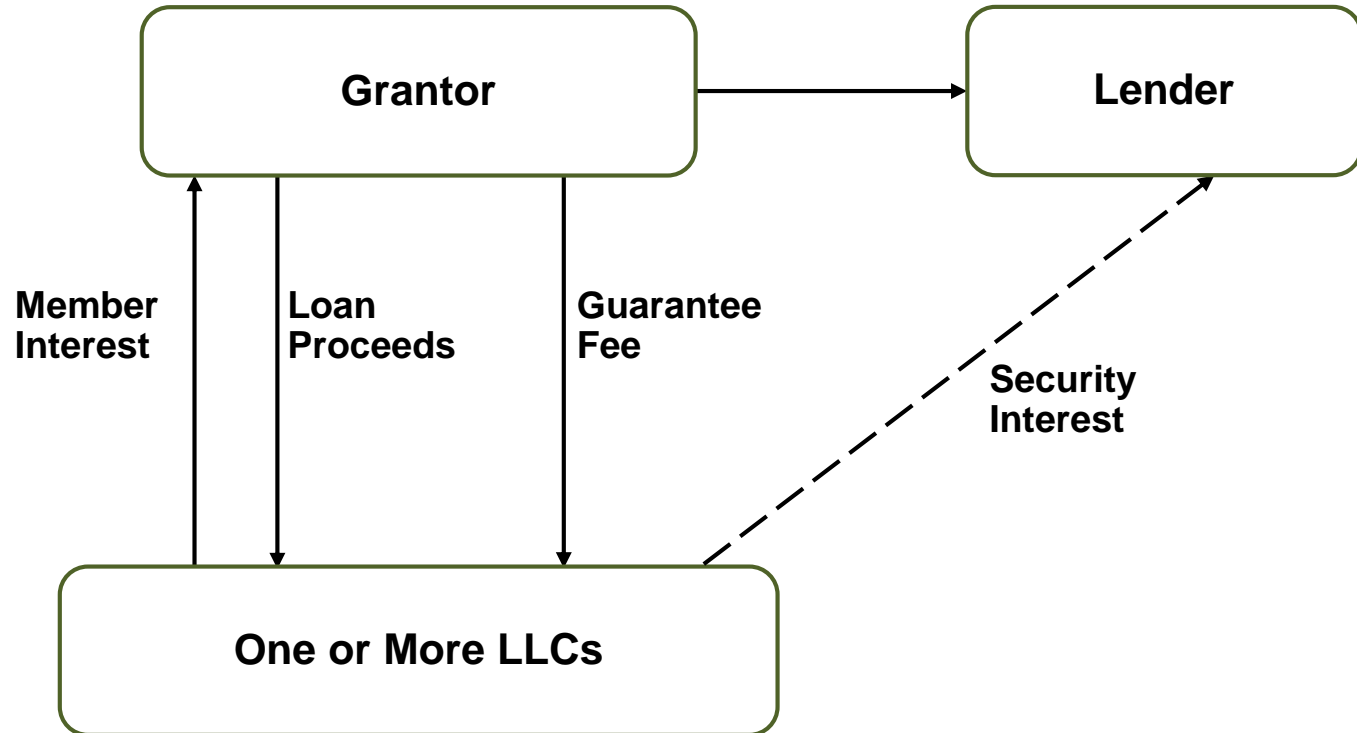 Grantor
Lender
Member
Interest
Loan
Proceeds
Guarantee
Fee
Security
Interest
One or More LLCs